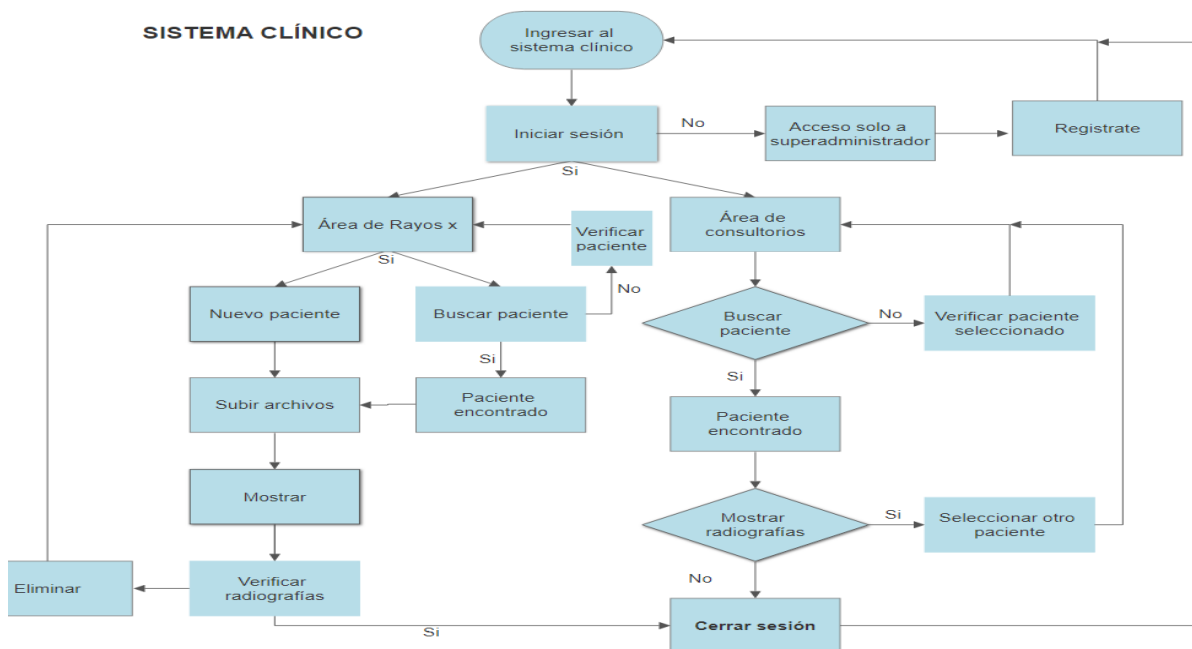 SISTEMA CLÍNICO
Ingresar al
sistema clínico
Iniciar sesión
No
Acceso solo a
superadministrador
Registrate
Si
Área de Rayos x
Verificar
paciente
Área de
consultorios
Si
No
Nuevo paciente
Buscar paciente
Buscar
paciente
No
Verificar paciente
seleccionado
Si
Si
Subir archivos
Paciente
encontrado
Paciente
encontrado
Mostrar
Mostrar
radiografías
Si
Seleccionar otro
paciente
Eliminar
Verificar
radiografías
No
Si
Cerrar sesión